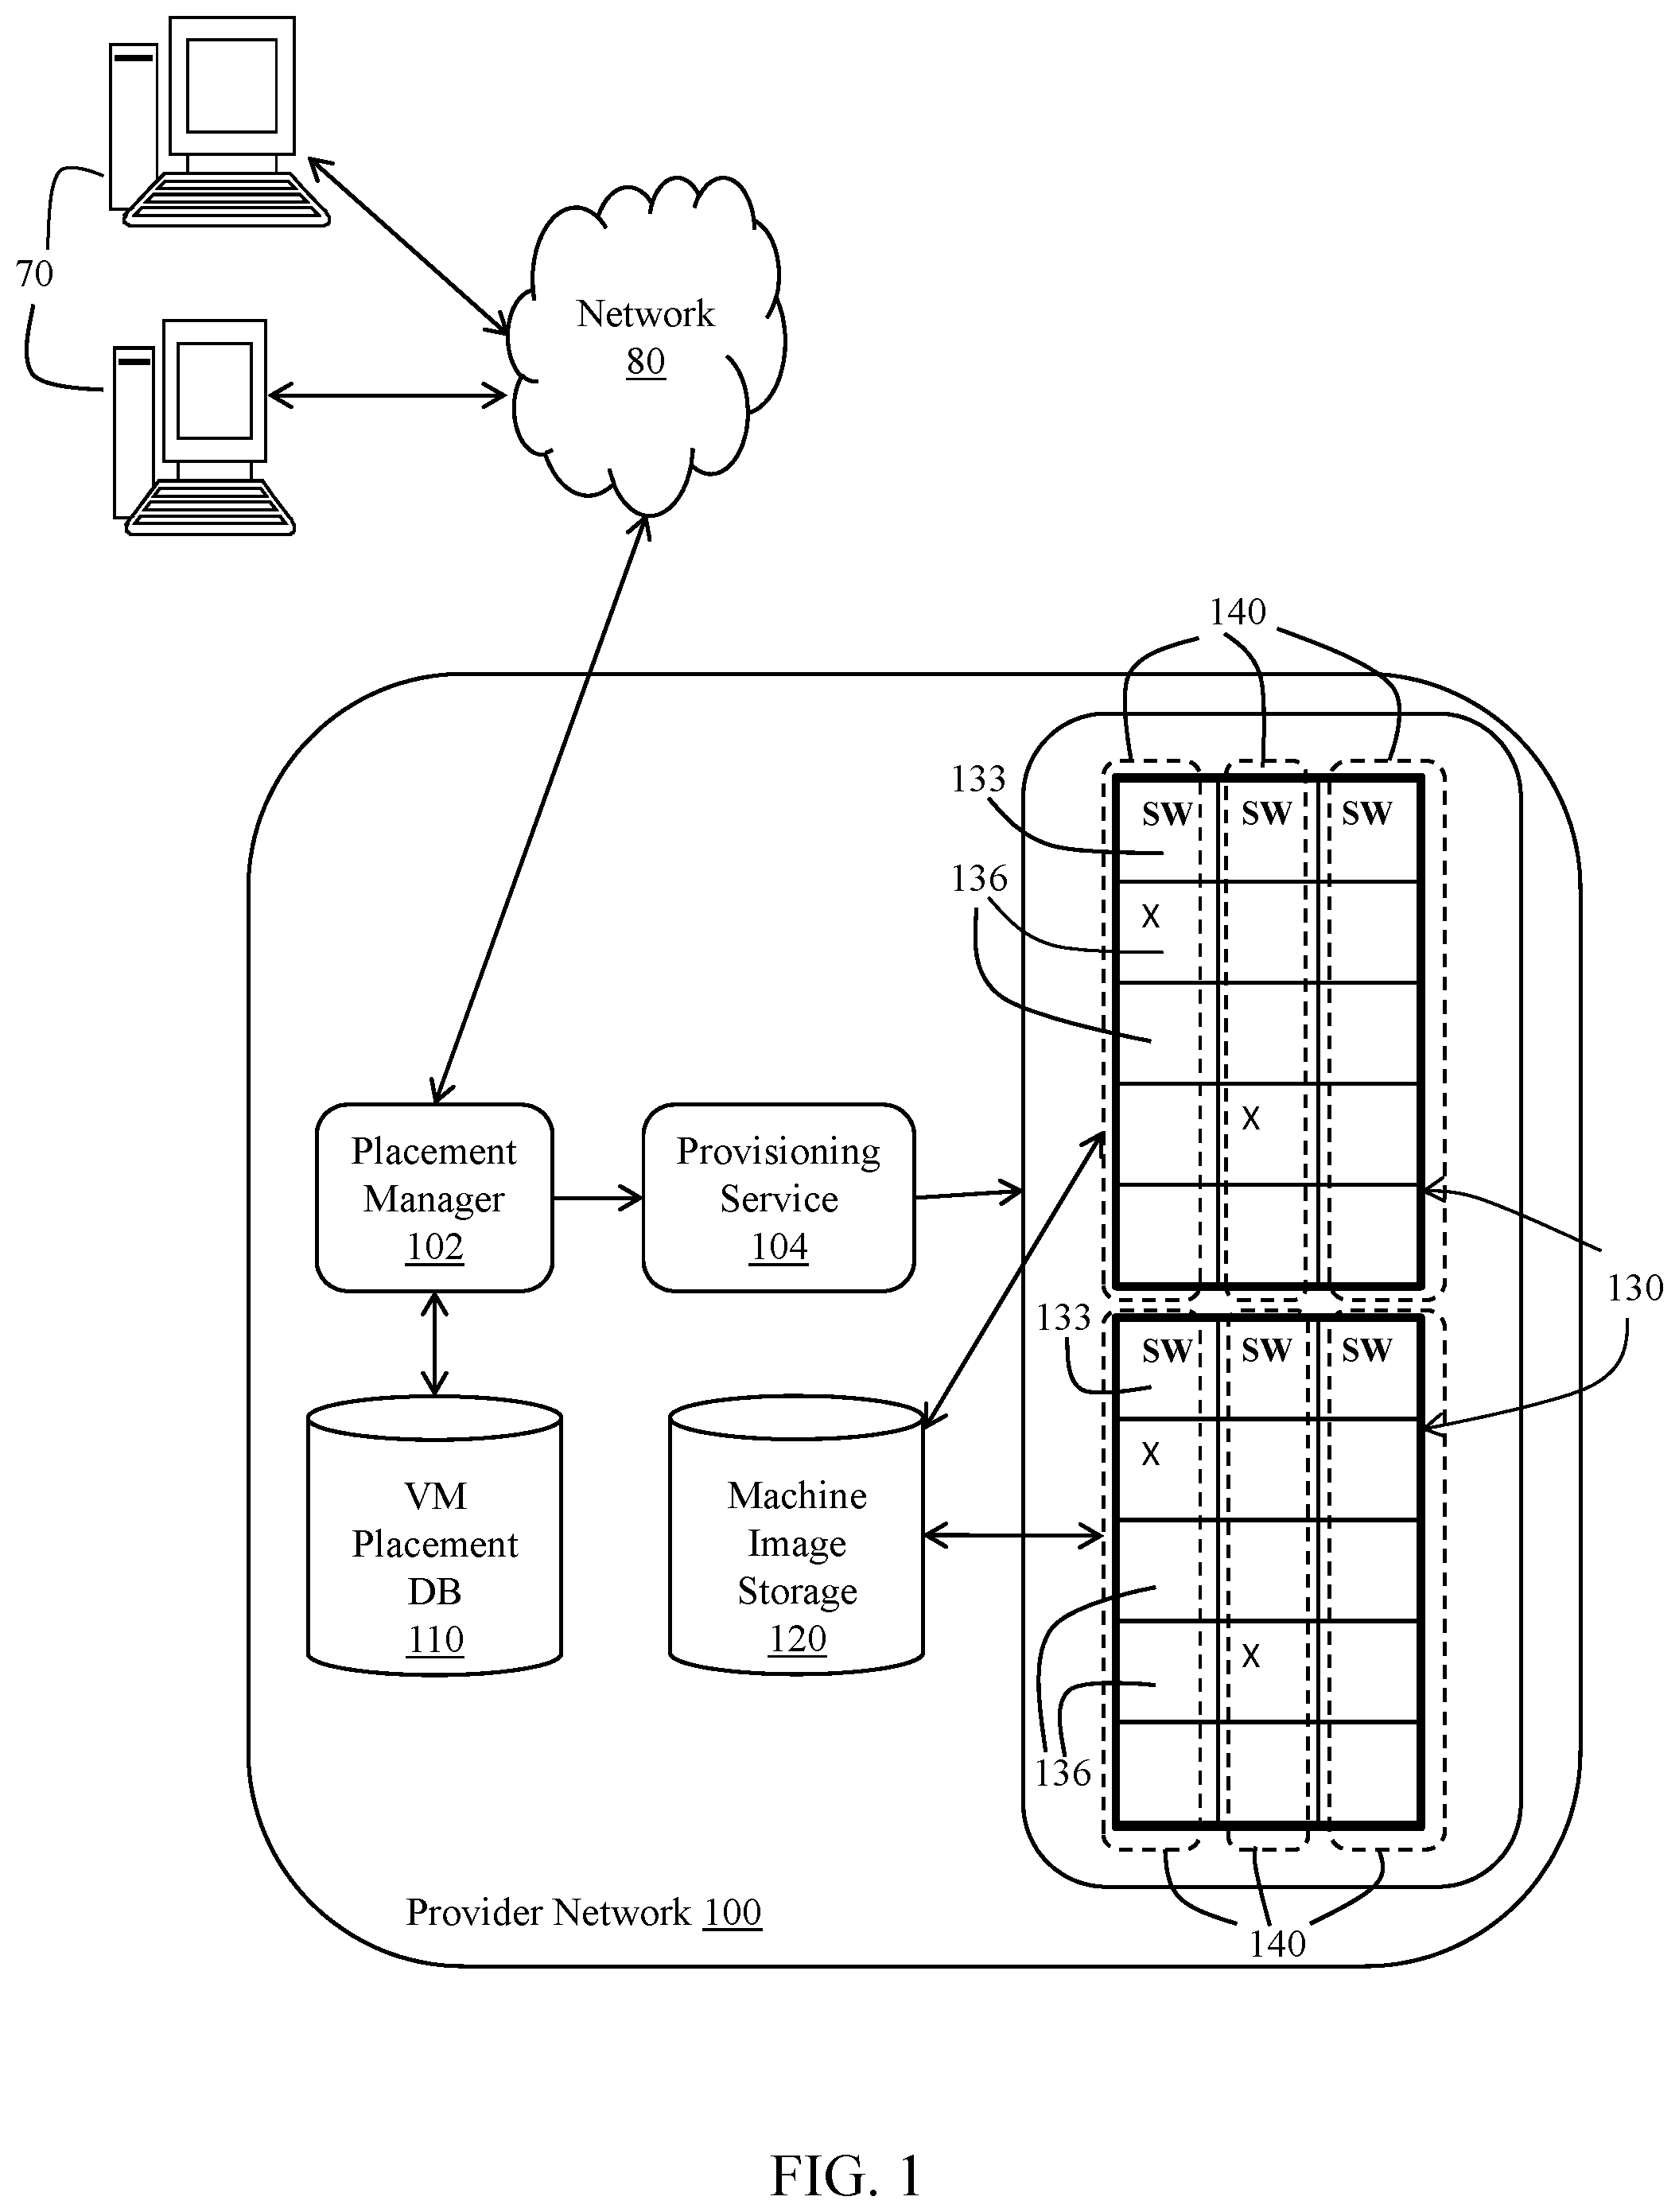 70
Network
80
140
133
SW SW SW
136
X
X
Placement
Manager
102
Provisioning
Service
104
130
133
SW SW SW
X
VM
Placement
DB
110
Machine
Image
Storage
120
X
136
Provider Network 100
140
FIG. 1